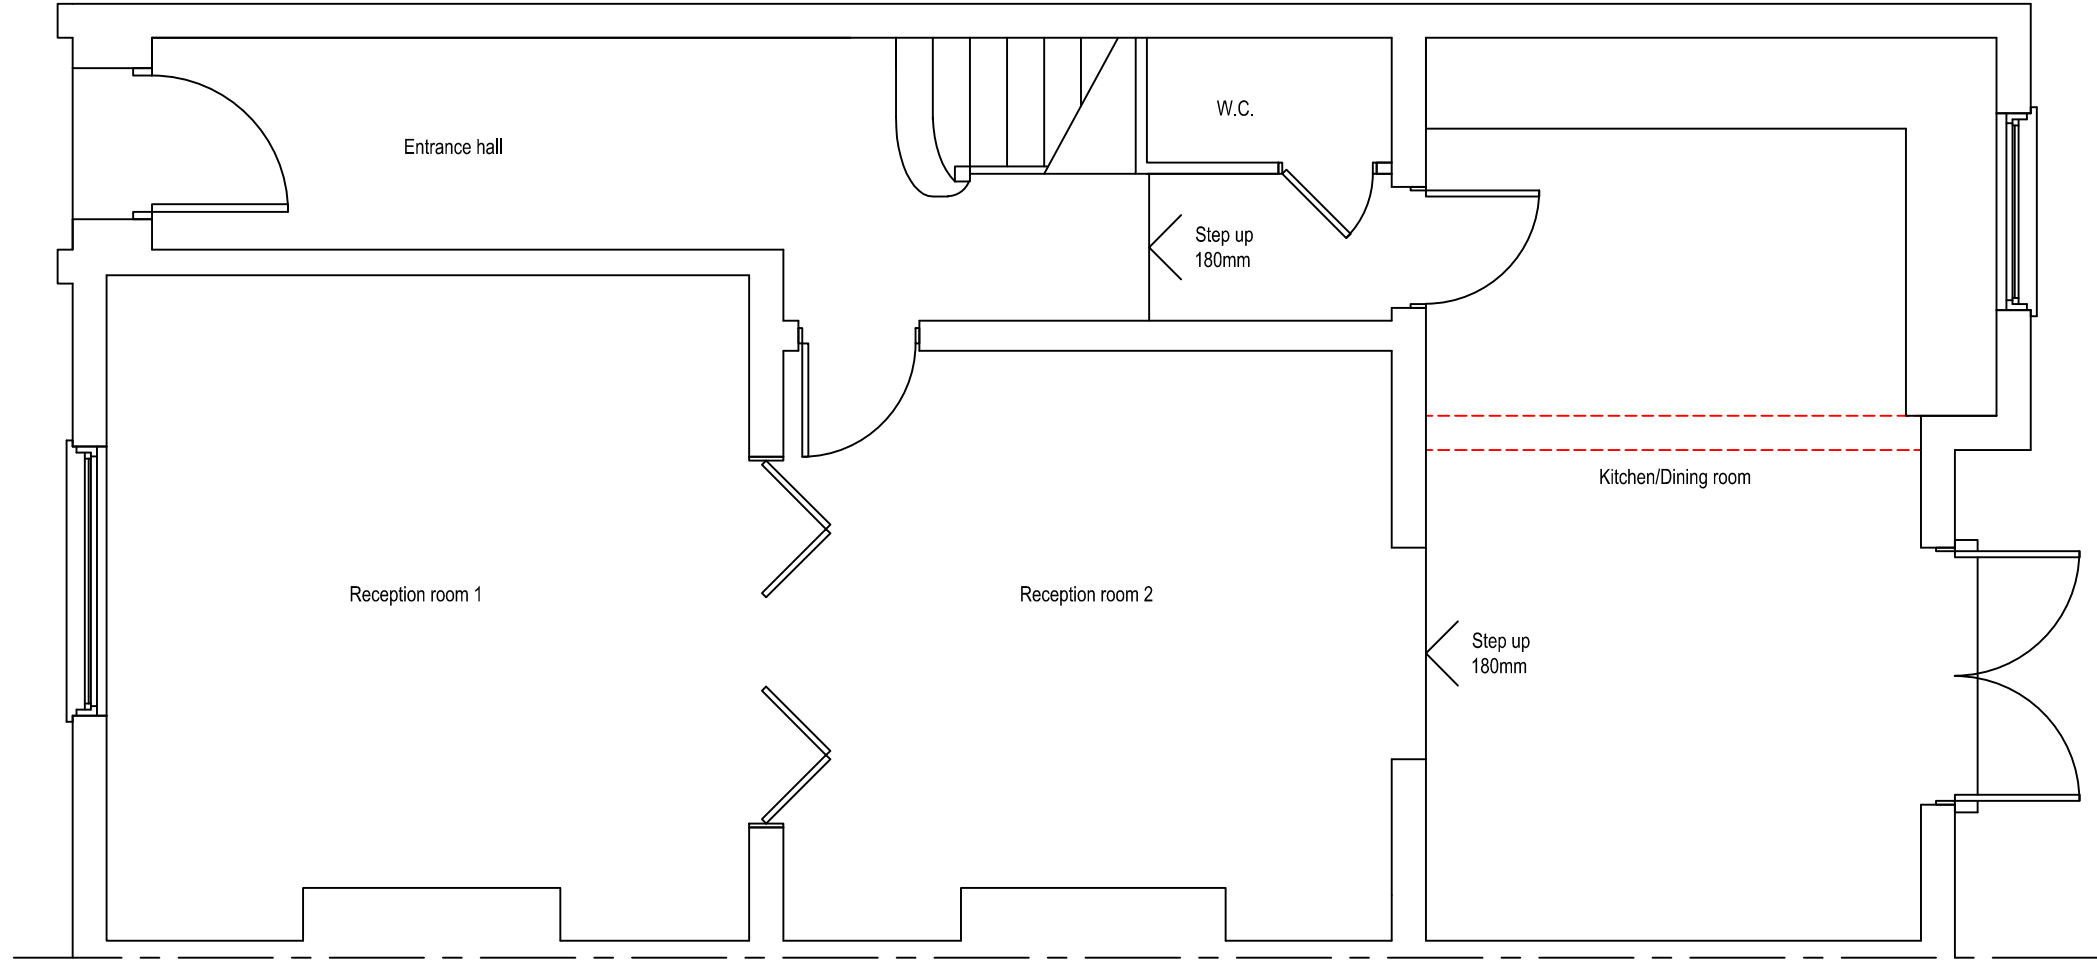 W.C.
Entrance hall
Step up
180mm
Kitchen/Dining room
Reception room 1
Reception room 2
Step up
180mm